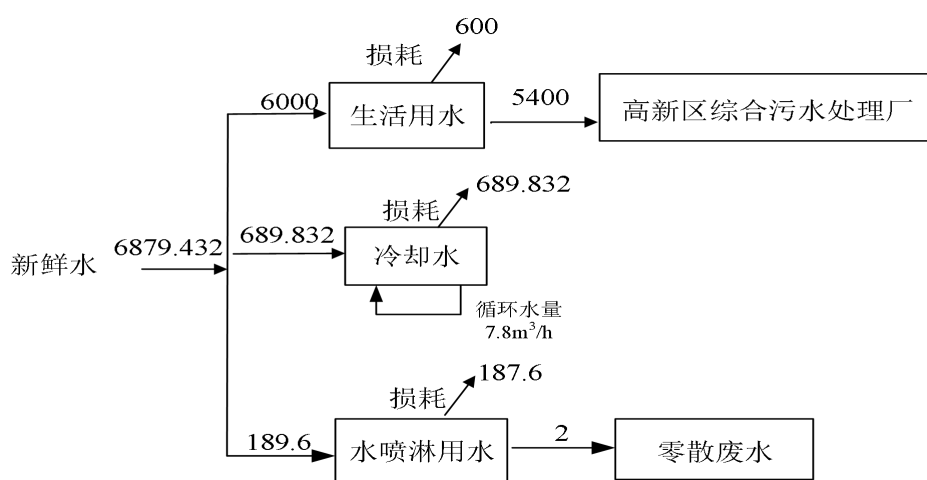 600
损耗
6000
生活用水
5400
高新区综合污水处理厂
689.832
损耗
新鲜水
6879.432
689.832
冷却水
循环水量
7.8m³/h
187.6
损耗
189.6
水喷淋用水
2
零散废水